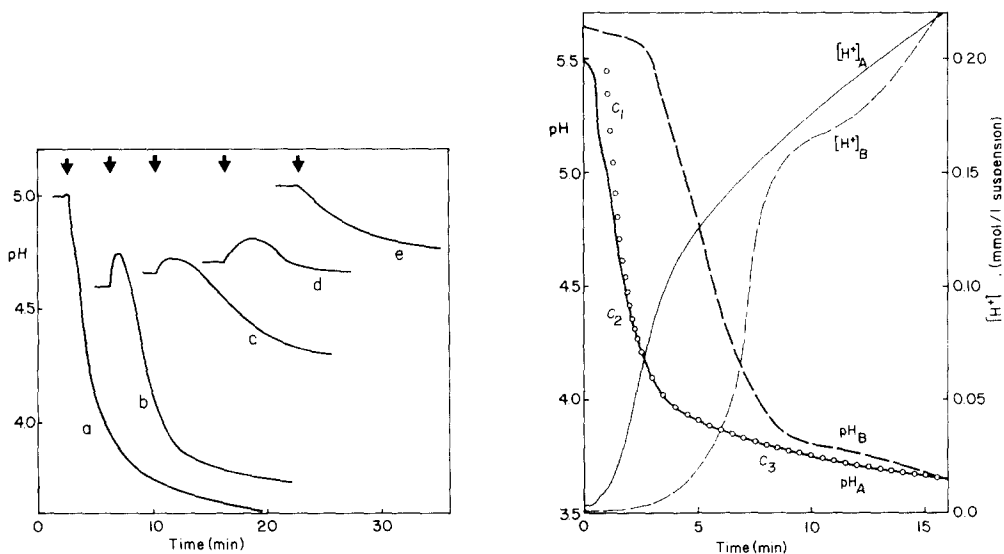 5.0
pH
4.5
4.0
0 10 20 30
Time (min)
a
b
c
d
e
5.5
pH
5.0
4.5
4.0
3.5
C1
C2
C3
[H+]A
[H+]B
pHB
pHA
0 5 10 15
Time (min)
0.20
0.15
0.10
0.05
0.0
[H+] , (mmol/l suspension)